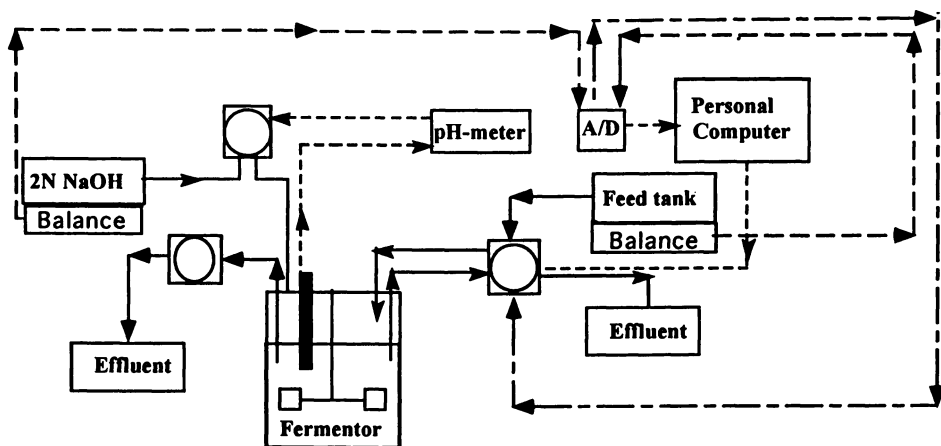 A/D
Personal
Computer
pH-meter
2N NaOH
Balance
Feed tank
Balance
Effluent
Effluent
Fermentor